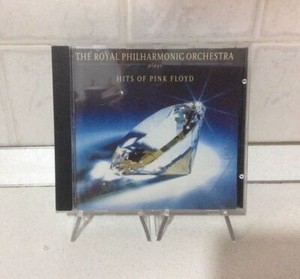 THE ROYAL PHILHARMONIC ORCHESTRA
plays
HITS OF PINK FLOYD